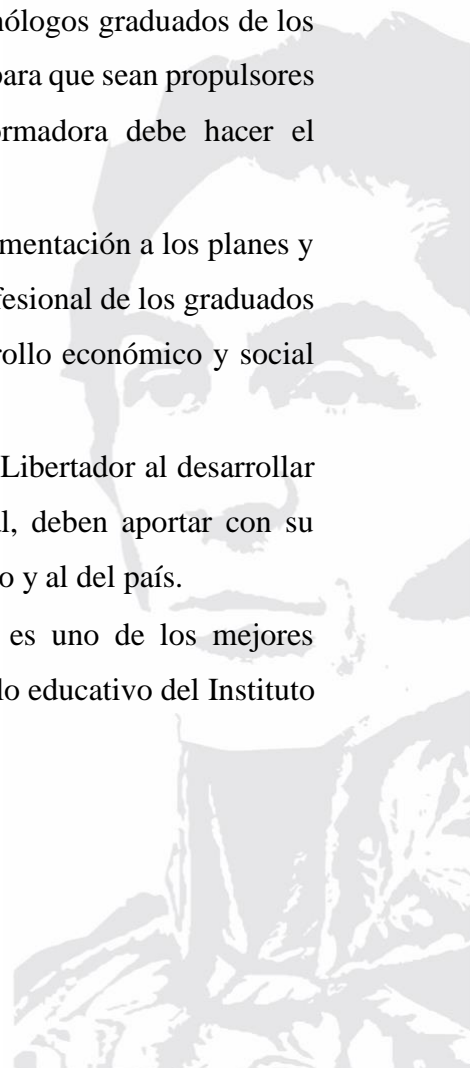 nólogos graduados de los
para que sean propulsores
ormadora debe hacer el
mentación a los planes y
fesional de los graduados
rollo económico y social
Libertador al desarrollar
al, deben aportar con su
o y al del país.
es uno de los mejores
lo educativo del Instituto